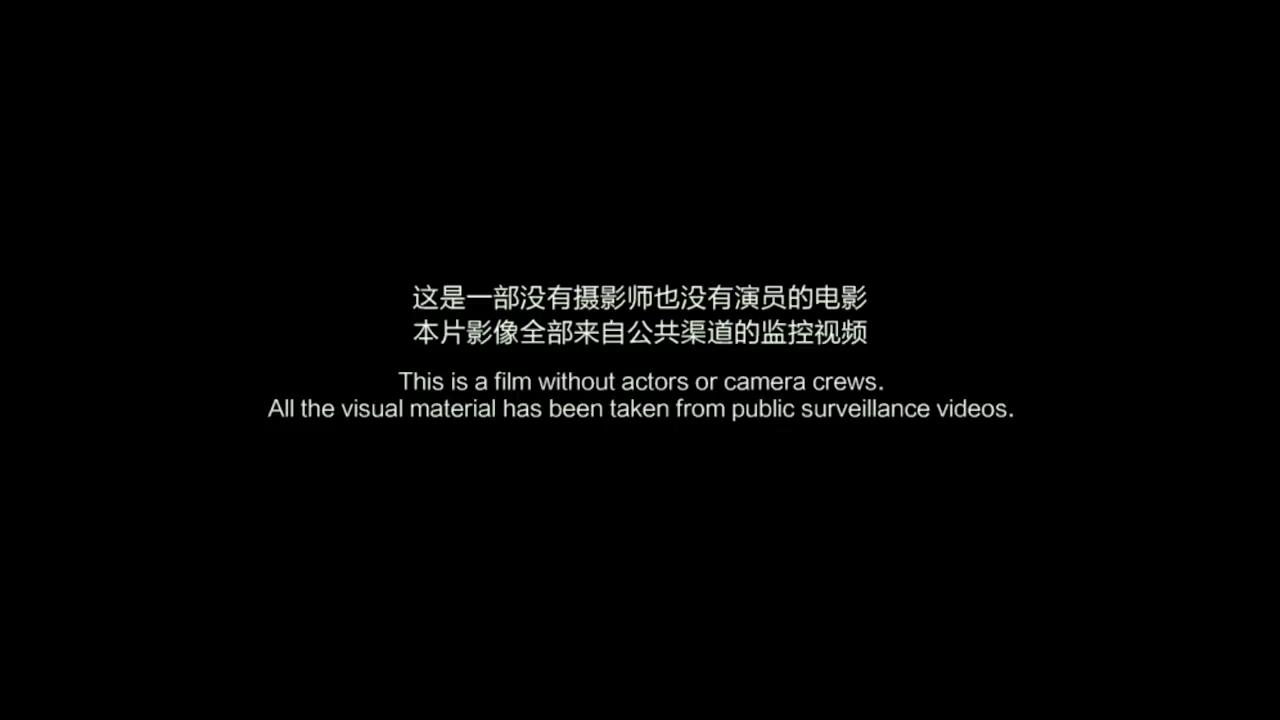 这是一部没有摄影师也没有演员的电影
本片影像全部来自公共渠道的监控视频
This is a film without actors or camera crews.
All the visual material has been taken from public surveillance videos.